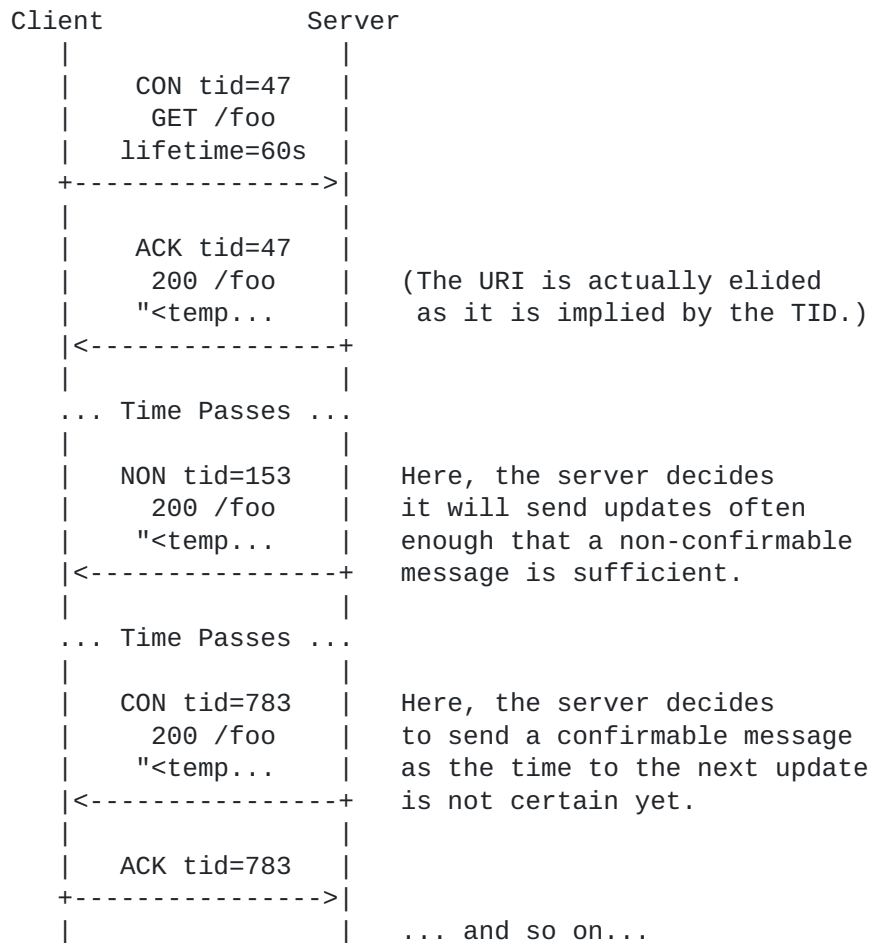 Client             Server
   |                 |
   |    CON tid=47   |
   |     GET /foo    |
   |   lifetime=60s  |
   +---------------->|
   |                 |
   |    ACK tid=47   |
   |     200 /foo    |   (The URI is actually elided
   |    "<temp...    |    as it is implied by the TID.)
   |<----------------+
   |                 |
   ... Time Passes ...
   |                 |
   |   NON tid=153   |   Here, the server decides
   |     200 /foo    |   it will send updates often
   |    "<temp...    |   enough that a non-confirmable
   |<----------------+   message is sufficient.
   |                 |
   ... Time Passes ...
   |                 |
   |   CON tid=783   |   Here, the server decides
   |     200 /foo    |   to send a confirmable message
   |    "<temp...    |   as the time to the next update
   |<----------------+   is not certain yet.
   |                 |
   |   ACK tid=783   |
   +---------------->|
   |                 |   ... and so on...